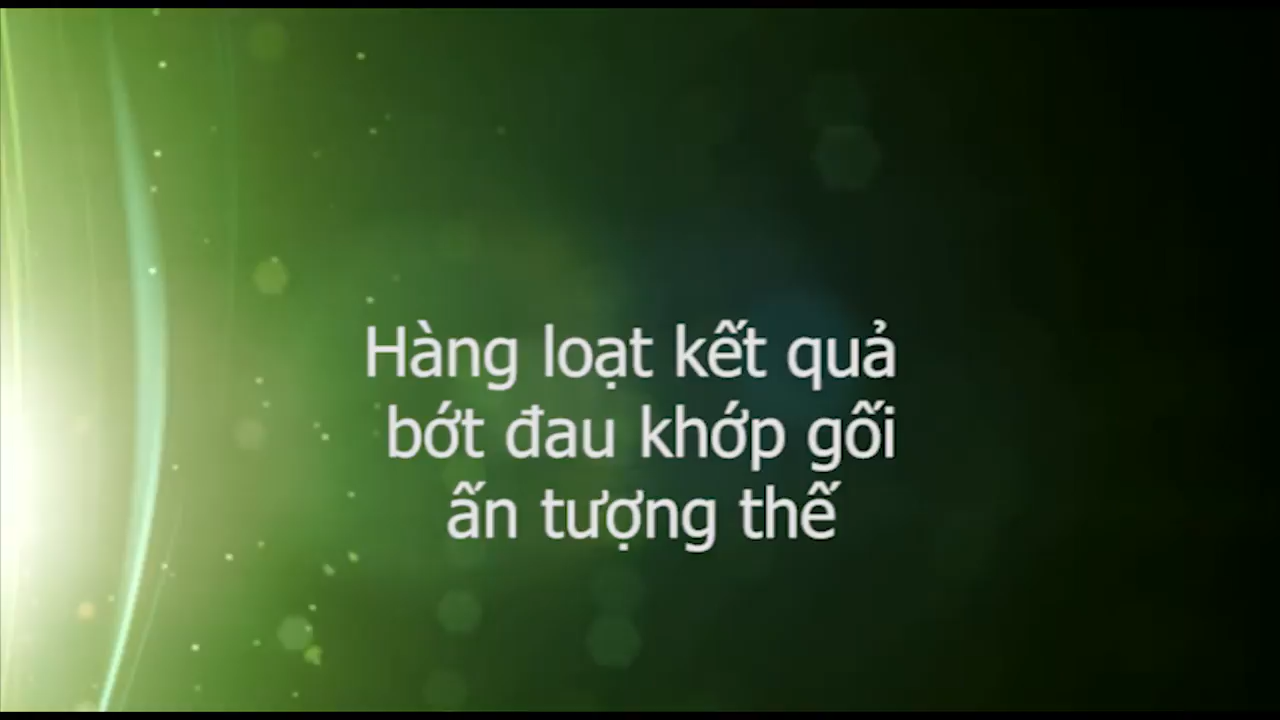 Hàng loạt kết quả
bớt đau khớp gối
ấn tượng thế